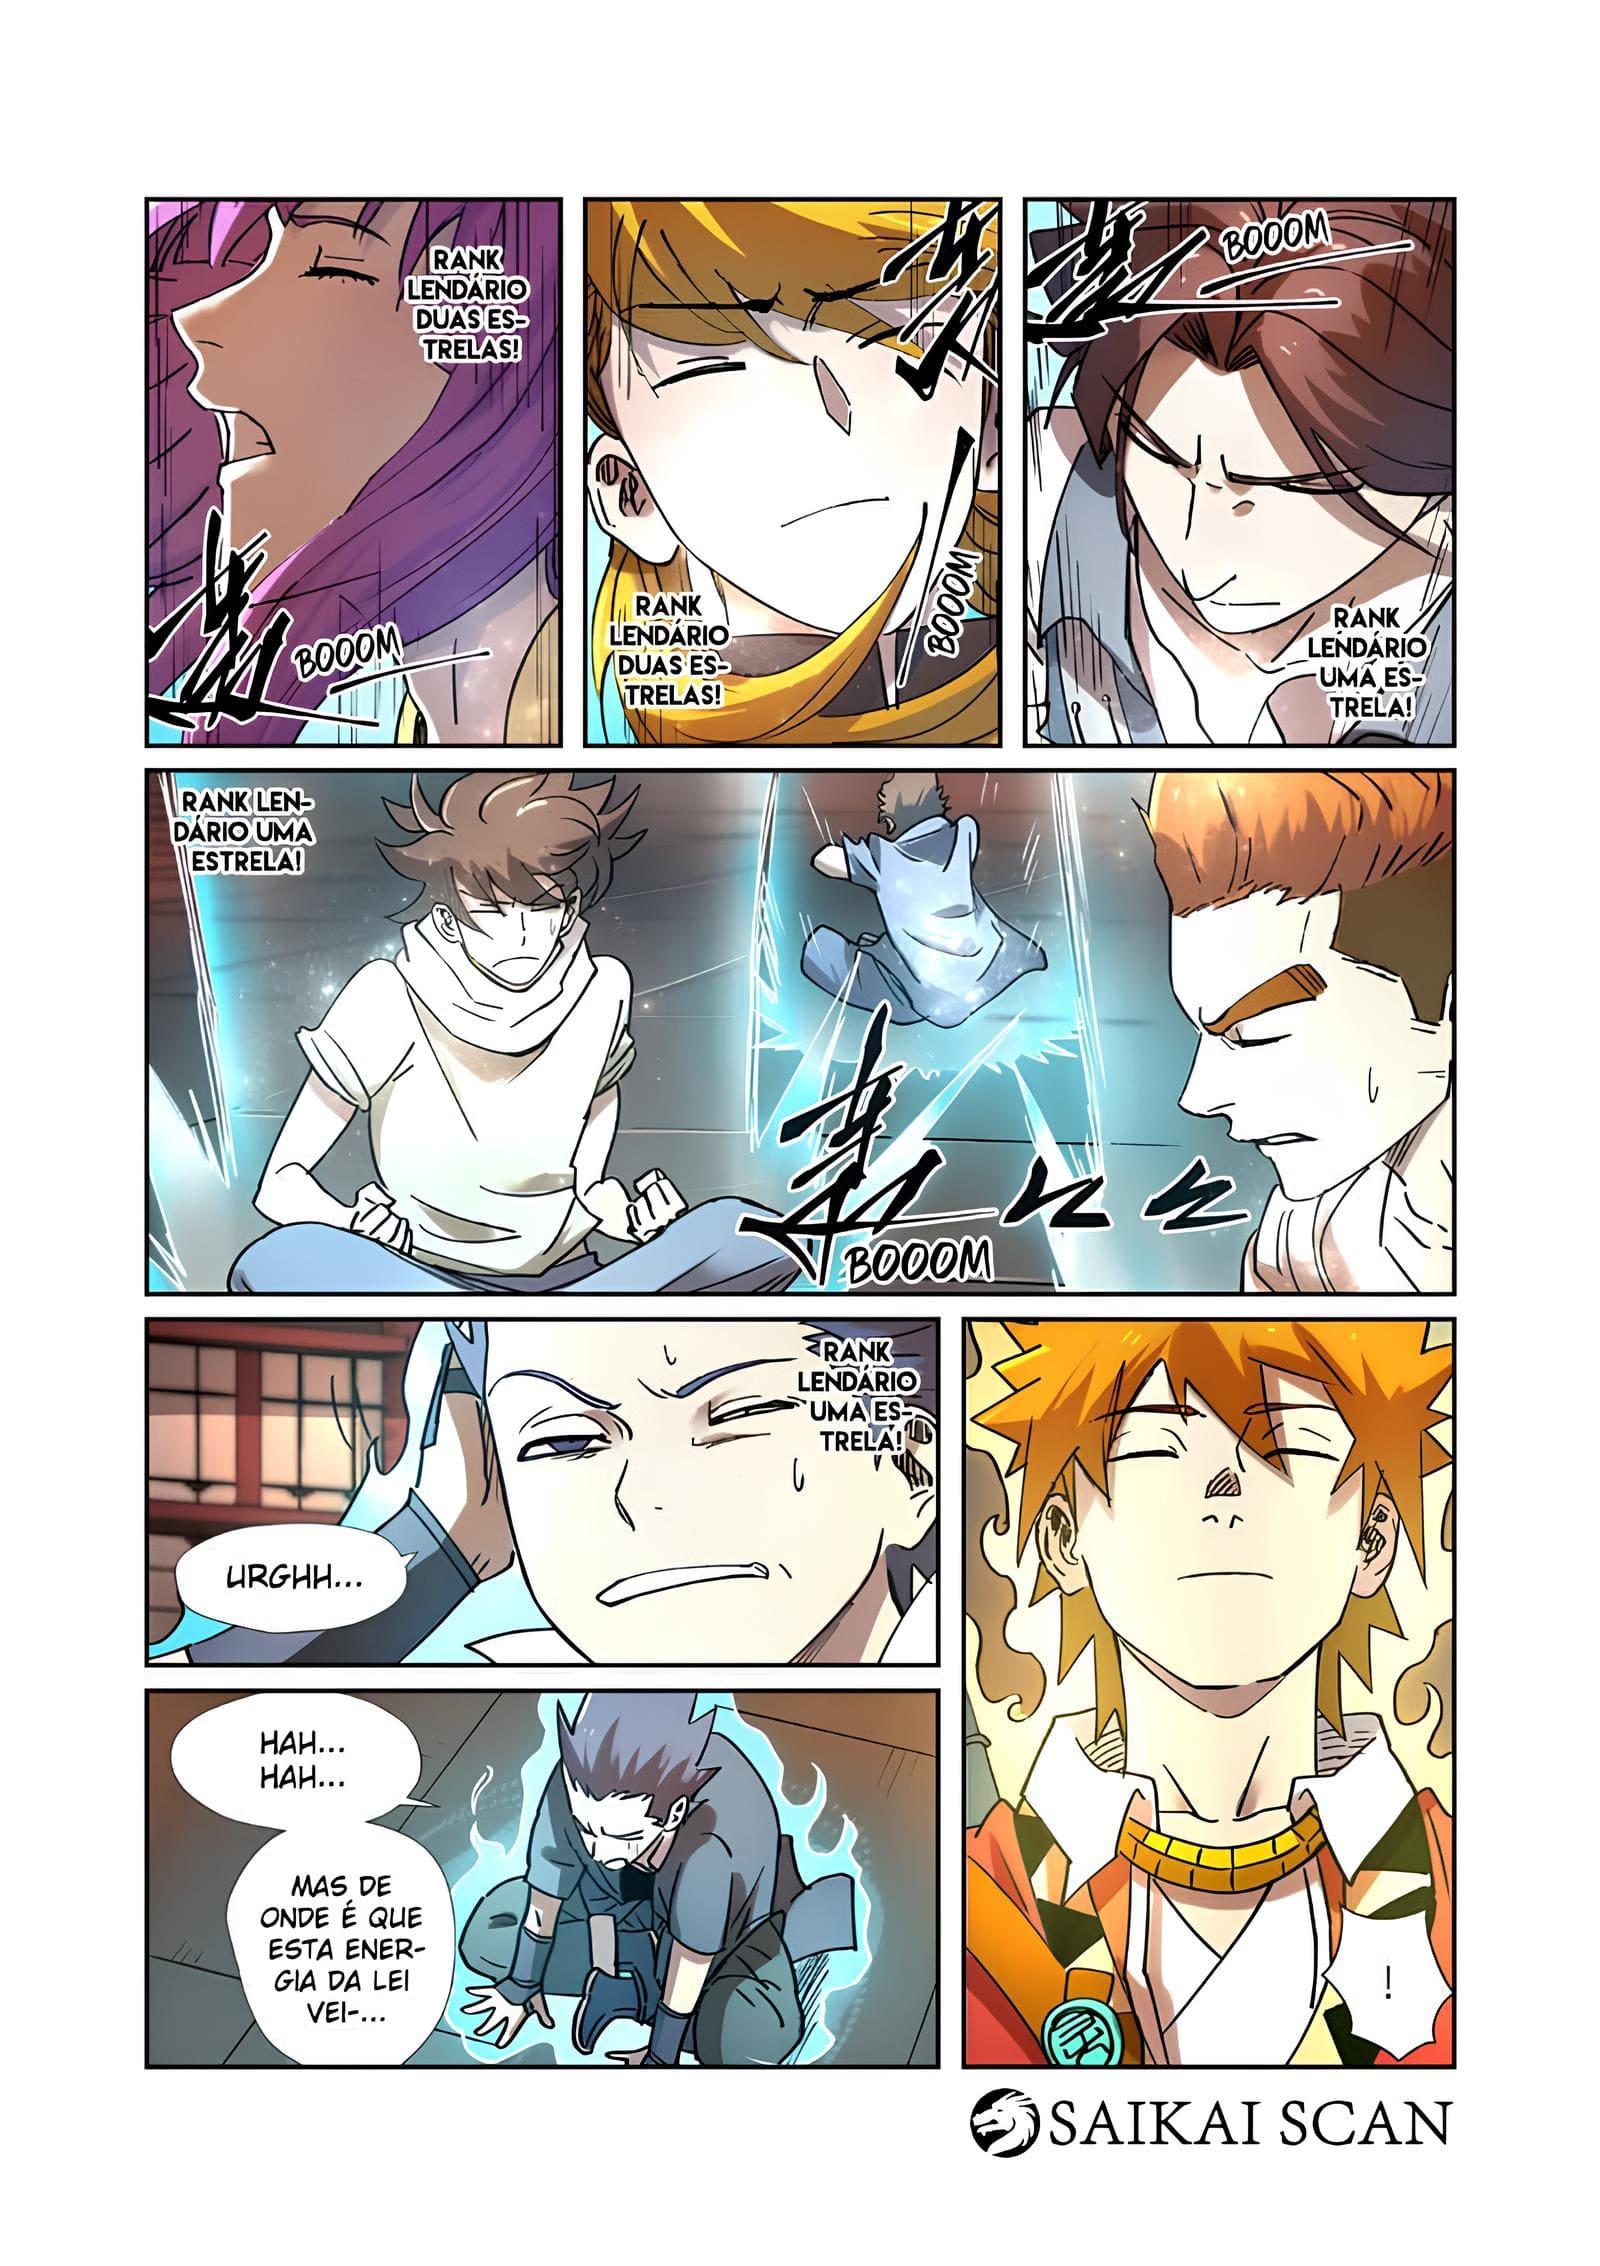 RANK
LENDÁRIO
DUAS ES-
TRELAS!
BOOOM
RANK
LENDÁRIO
DUAS ES-
TRELAS!
BOOOM
BOOOM
RANK
LENDÁRIO
UMA ES-
TRELA!
RANK LEN-
DÁRIO UMA
ESTRELA!
BOOOM
RANK
LENDÁRIO
UMA ES-
TRELA!
URGHH...
HAH...
HAH...
MAS DE
ONDE É QUE
ESTA ENER-
GIA DA LEI
VEI-...
!
SAIKAI SCAN